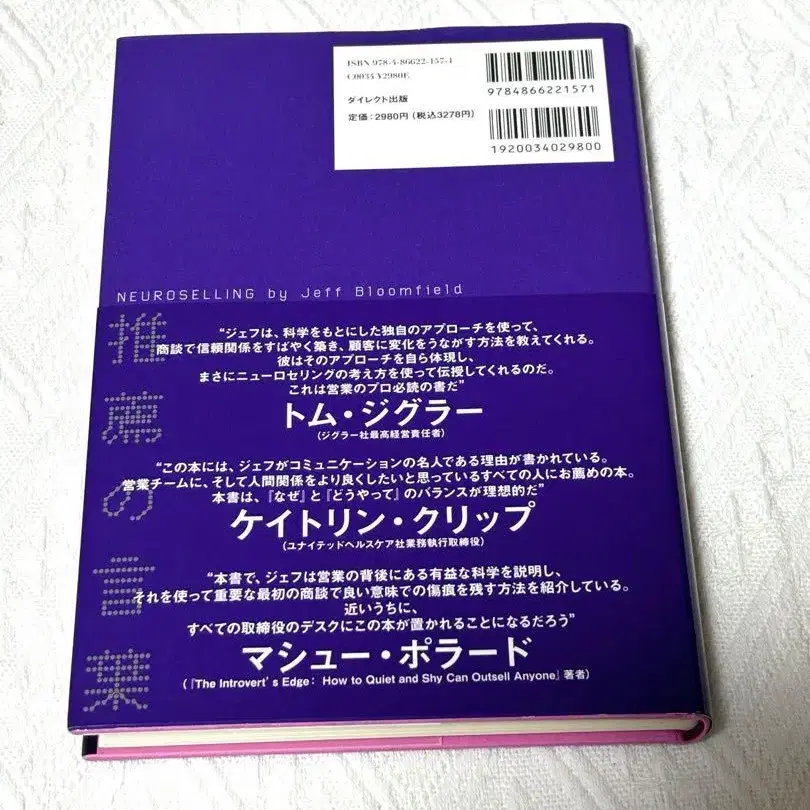 ISBN 978-4-86622-157-1
C0034 ¥2980E
ダイレクト出版
定価：2980円（税込3278円）
9784866221571
1920034029800
NEUROSELLING by Jeff Bloomfield
推薦の言葉
“ジェフは、科学をもとにした独自のアプローチを使って、
商談で信頼関係をすばやく築き、顧客に変化をうながす方法を教えてくれる。
彼はそのアプローチを自ら体現し、
まさにニューロセリングの考え方を使って伝授してくれるのだ。
これは営業のプロ必読の書だ”
トム・ジグラー
（ジグラー社最高経営責任者）
“この本には、ジェフがコミュニケーションの名人である理由が書かれている。
営業チームに、そして人間関係をより良くしたいと思っているすべての人にお薦めの本。
本書は、『なぜ』と『どうやって』のバランスが理想的だ”
ケイトリン・クリップ
（ユナイテッドヘルスケア社業務執行取締役）
“本書で、ジェフは営業の背後にある有益な科学を説明し、
それを使って重要な最初の商談で良い意味での傷痕を残す方法を紹介している。
近いうちに、
すべての取締役のデスクにこの本が置かれることになるだろう”
マシュー・ポラード
（『The Introvert's Edge: How to Quiet and Shy Can Outsell Anyone』著者）